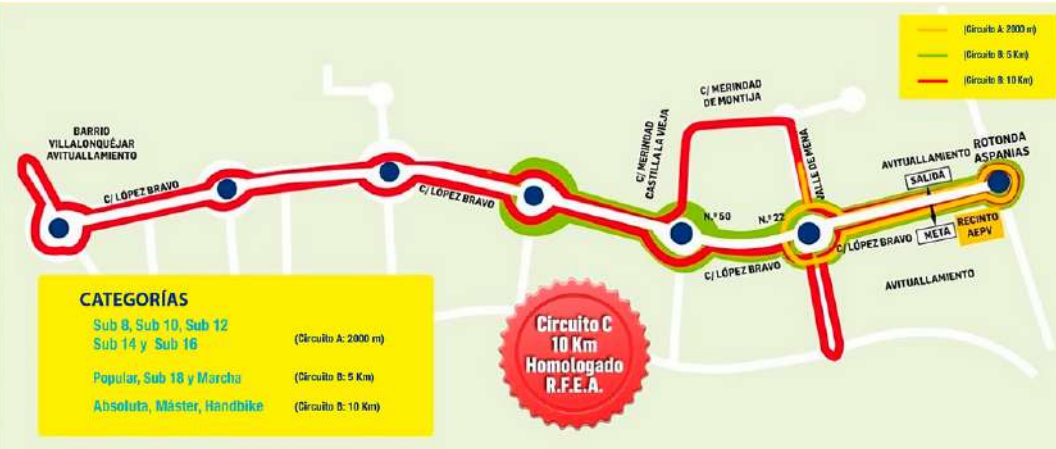 (Circuito A: 2000 m)
(Circuito B: 5 Km)
(Circuito B: 10 Km)
C/ MERINDAD
DE MONTIJA
BARRIO
VILLALONQUÉJAR
AVITUALLAMIENTO
C/ MERINDAD
CASTILLA LA VIEJA
VALLE DE MENA
ROTONDA
ASPANIAS
AVITUALLAMIENTO
SALIDA
C/ LÓPEZ BRAVO
C/ LÓPEZ BRAVO
N.º 50
N.º 22
C/ LÓPEZ BRAVO
META
RECINTO
AEPV
C/ LÓPEZ BRAVO
AVITUALLAMIENTO
CATEGORÍAS
Sub 8, Sub 10, Sub 12
Sub 14 y Sub 16
(Circuito A: 2000 m)
Popular, Sub 18 y Marcha
(Circuito B: 5 Km)
Absoluta, Máster, Handbike
(Circuito B: 10 Km)
Circuito C
10 Km
Homologado
R.F.E.A.